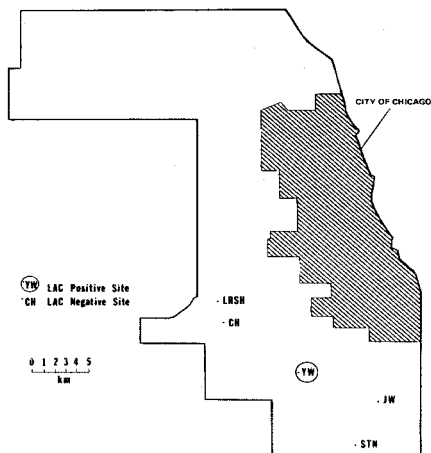 CITY OF CHICAGO
YW LAC Positive Site
CH LAC Negative Site
LRSH
CH
0 1 2 3 4 5
km
YW
JW
STN